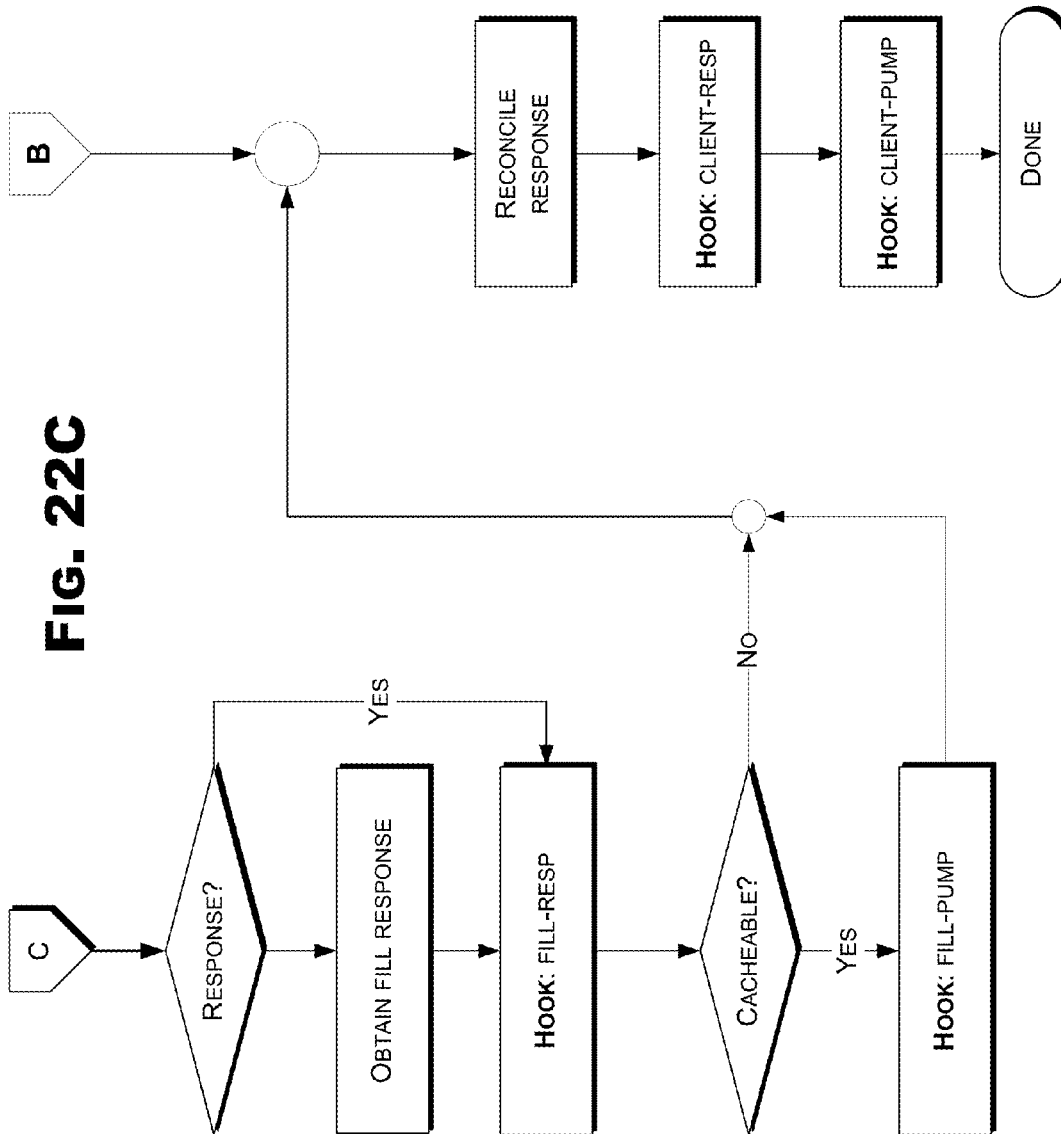 FIG. 22C
C
RESPONSE?
YES
OBTAIN FILL RESPONSE
HOOK: FILL-RESP
CACHEABLE?
NO
YES
HOOK: FILL-PUMP
B
RECONCILE
RESPONSE
HOOK: CLIENT-RESP
HOOK: CLIENT-PUMP
DONE